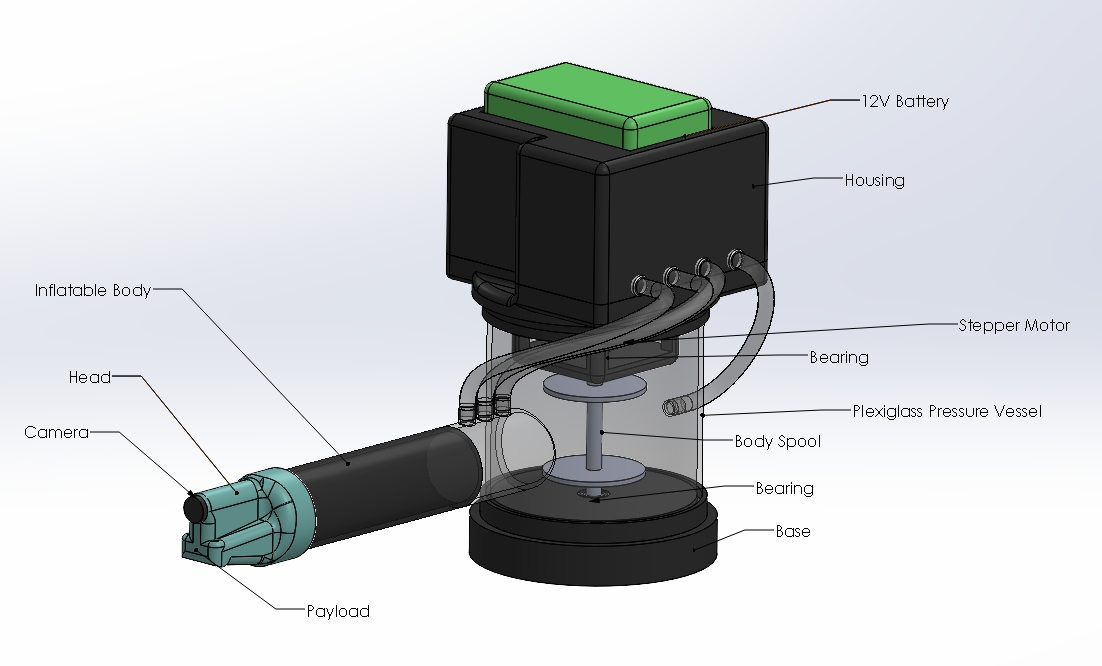 12V Battery
Housing
Inflatable Body
Stepper Motor
Bearing
Head
Plexiglass Pressure Vessel
Camera
Body Spool
Bearing
Base
Payload